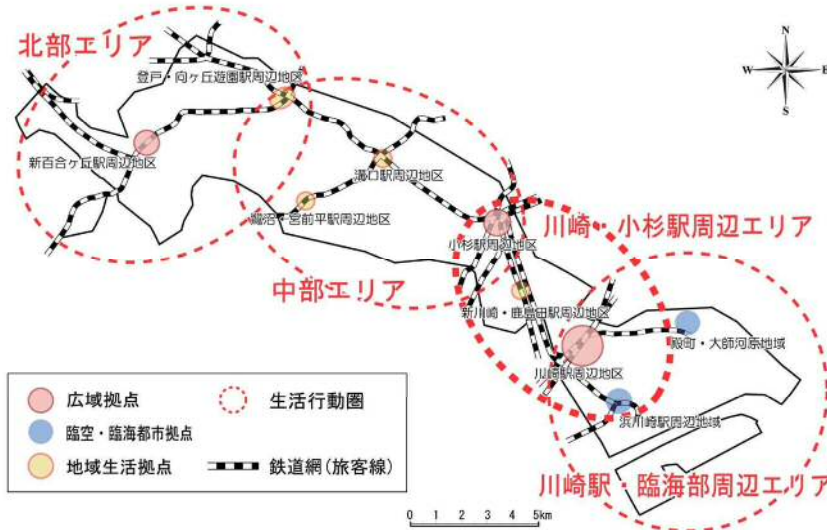 北部エリア
登戸・向ヶ丘遊園駅周辺地区
N
W
E
S
新百合ヶ丘駅周辺地区
溝口駅周辺地区
鷺沼・宮前平駅周辺地区
川崎・小杉駅周辺エリア
小杉駅周辺地区
中部エリア
新川崎・鹿島田駅周辺地区
殿町・大師河原地域
川崎駅周辺地区
浜川崎駅周辺地域
川崎駅・臨海部周辺エリア
広域拠点
生活行動圏
臨空・臨海都市拠点
地域生活拠点
鉄道網(旅客線)
0 1 2 3 4 5km